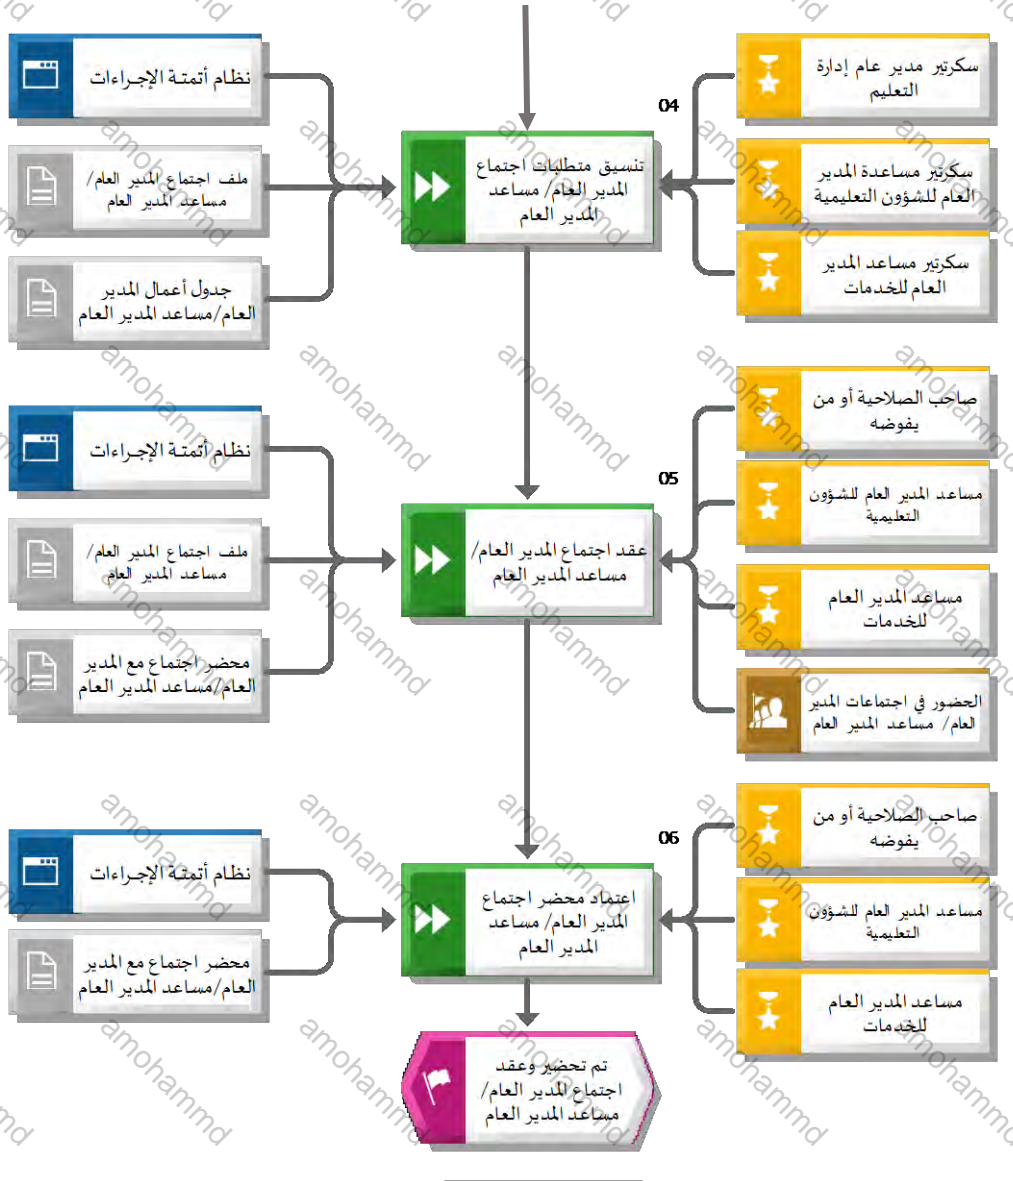 سكرتير مدير عام إدارة
التعليم
سكرتير مساعدة المدير
العام للشؤون التعليمية
سكرتير مساعد المدير
العام للخدمات
04
تنسيق متطلبات اجتماع
المدير العام/ مساعد
المدير العام
نظام أتمتة الإجراءات
ملف اجتماع المدير العام/
مساعد المدير العام
جدول أعمال المدير
العام/مساعد المدير العام
صاحب الصلاحية أو من
يفوضه
مساعد المدير العام للشؤون
التعليمية
مساعد المدير العام
للخدمات
الحضور في اجتماعات المدير
العام/ مساعد المدير العام
05
عقد اجتماع المدير العام/
مساعد المدير العام
نظام أتمتة الإجراءات
ملف اجتماع المدير العام/
مساعد المدير العام
محضر اجتماع مع المدير
العام/مساعد المدير العام
صاحب الصلاحية أو من
يفوضه
مساعد المدير العام للشؤون
التعليمية
مساعد المدير العام
للخدمات
06
اعتماد محضر اجتماع
المدير العام/ مساعد
المدير العام
نظام أتمتة الإجراءات
محضر اجتماع مع المدير
العام/مساعد المدير العام
تم تحضير وعقد
اجتماع المدير العام/
مساعد المدير العام
amohammd